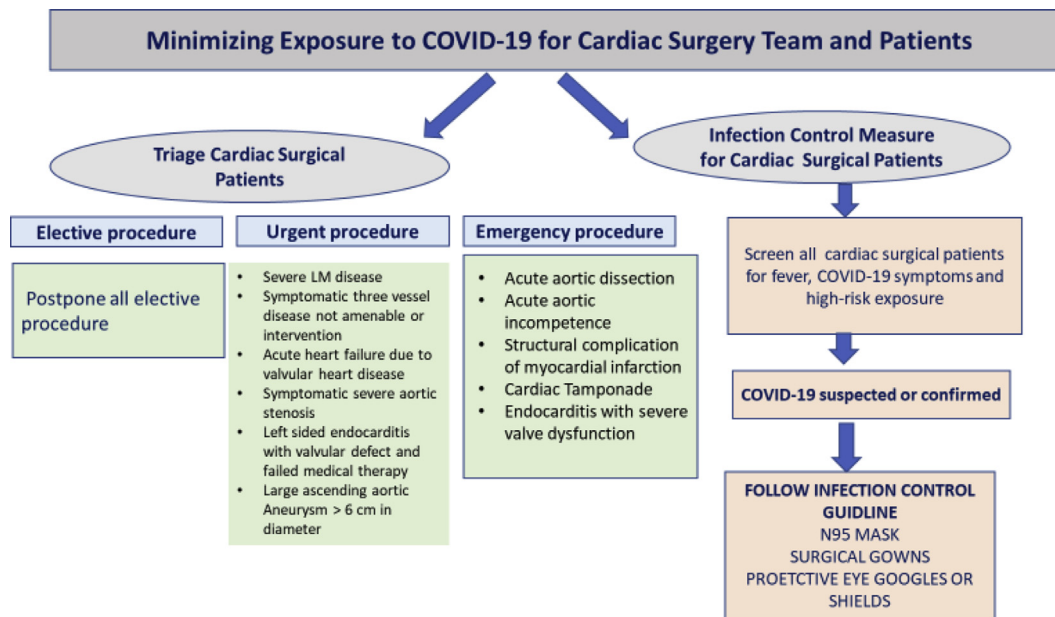 Minimizing Exposure to COVID-19 for Cardiac Surgery Team and Patients
Triage Cardiac Surgical
Patients
Elective procedure
Postpone all elective
procedure
Urgent procedure
• Severe LM disease
• Symptomatic three vessel
disease not amenable or
intervention
• Acute heart failure due to
valvular heart disease
• Symptomatic severe aortic
stenosis
• Left sided endocarditis
with valvular defect and
failed medical therapy
• Large ascending aortic
Aneurysm > 6 cm in
diameter
Emergency procedure
• Acute aortic dissection
• Acute aortic
incompetence
• Structural complication
of myocardial infarction
• Cardiac Tamponade
• Endocarditis with severe
valve dysfunction
Infection Control Measure
for Cardiac Surgical Patients
Screen all cardiac surgical patients
for fever, COVID-19 symptoms and
high-risk exposure
COVID-19 suspected or confirmed
FOLLOW INFECTION CONTROL
GUIDLINE
N95 MASK
SURGICAL GOWNS
PROETCTIVE EYE GOOGLES OR
SHIELDS